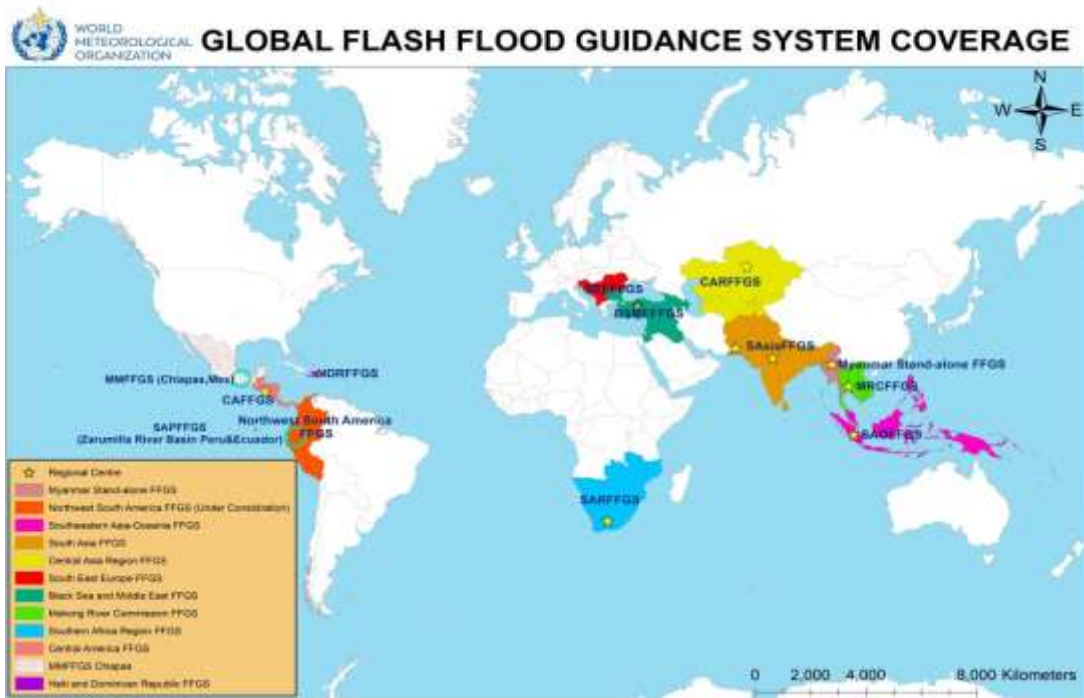 WORLD
METEOROLOGICAL
ORGANIZATION
GLOBAL FLASH FLOOD GUIDANCE SYSTEM COVERAGE
N
W E
S
CARFFGS
SAsiaFFGS
Myanmar Stand-alone FFGS
MRCFFGS
MMFFGS (Chiapas,Mex)
HDRFFGS
CAFFGS
Northwest South America
FFGS
SAPFFGS
(Zarumilla River Basin Peru&Ecuador)
SARFFGS
Regional Centre
Myanmar Stand-alone FFGS
Northwest South America FFGS (Under Consideration)
Southeastern Asia-Oceania FFGS
South Asia FFGS
Central Asia Region FFGS
South East Europe FFGS
Black Sea and Middle East FFGS
Mekong River Commission FFGS
Southern Africa Region FFGS
Central America FFGS
MMFFGS Chiapas
Haiti and Dominican Republic FFGS
0 2,000 4,000 8,000 Kilometers